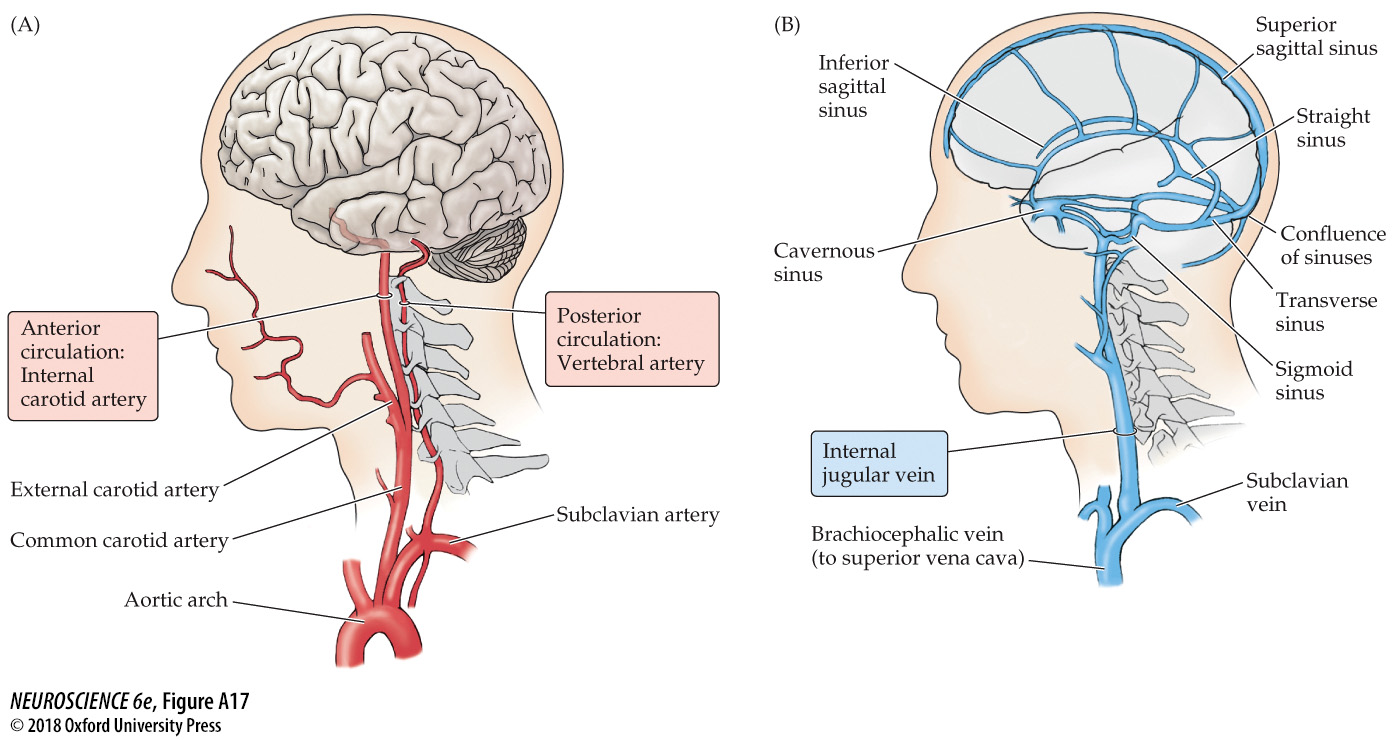 (A)
Anterior
circulation:
Internal
carotid artery
Posterior
circulation:
Vertebral artery
External carotid artery
Common carotid artery
Subclavian artery
Aortic arch
(B)
Superior
sagittal sinus
Inferior
sagittal
sinus
Straight
sinus
Cavernous
sinus
Confluence
of sinuses
Transverse
sinus
Sigmoid
sinus
Internal
jugular vein
Subclavian
vein
Brachiocephalic vein
(to superior vena cava)
NEUROSCIENCE 6e, Figure A17
© 2018 Oxford University Press